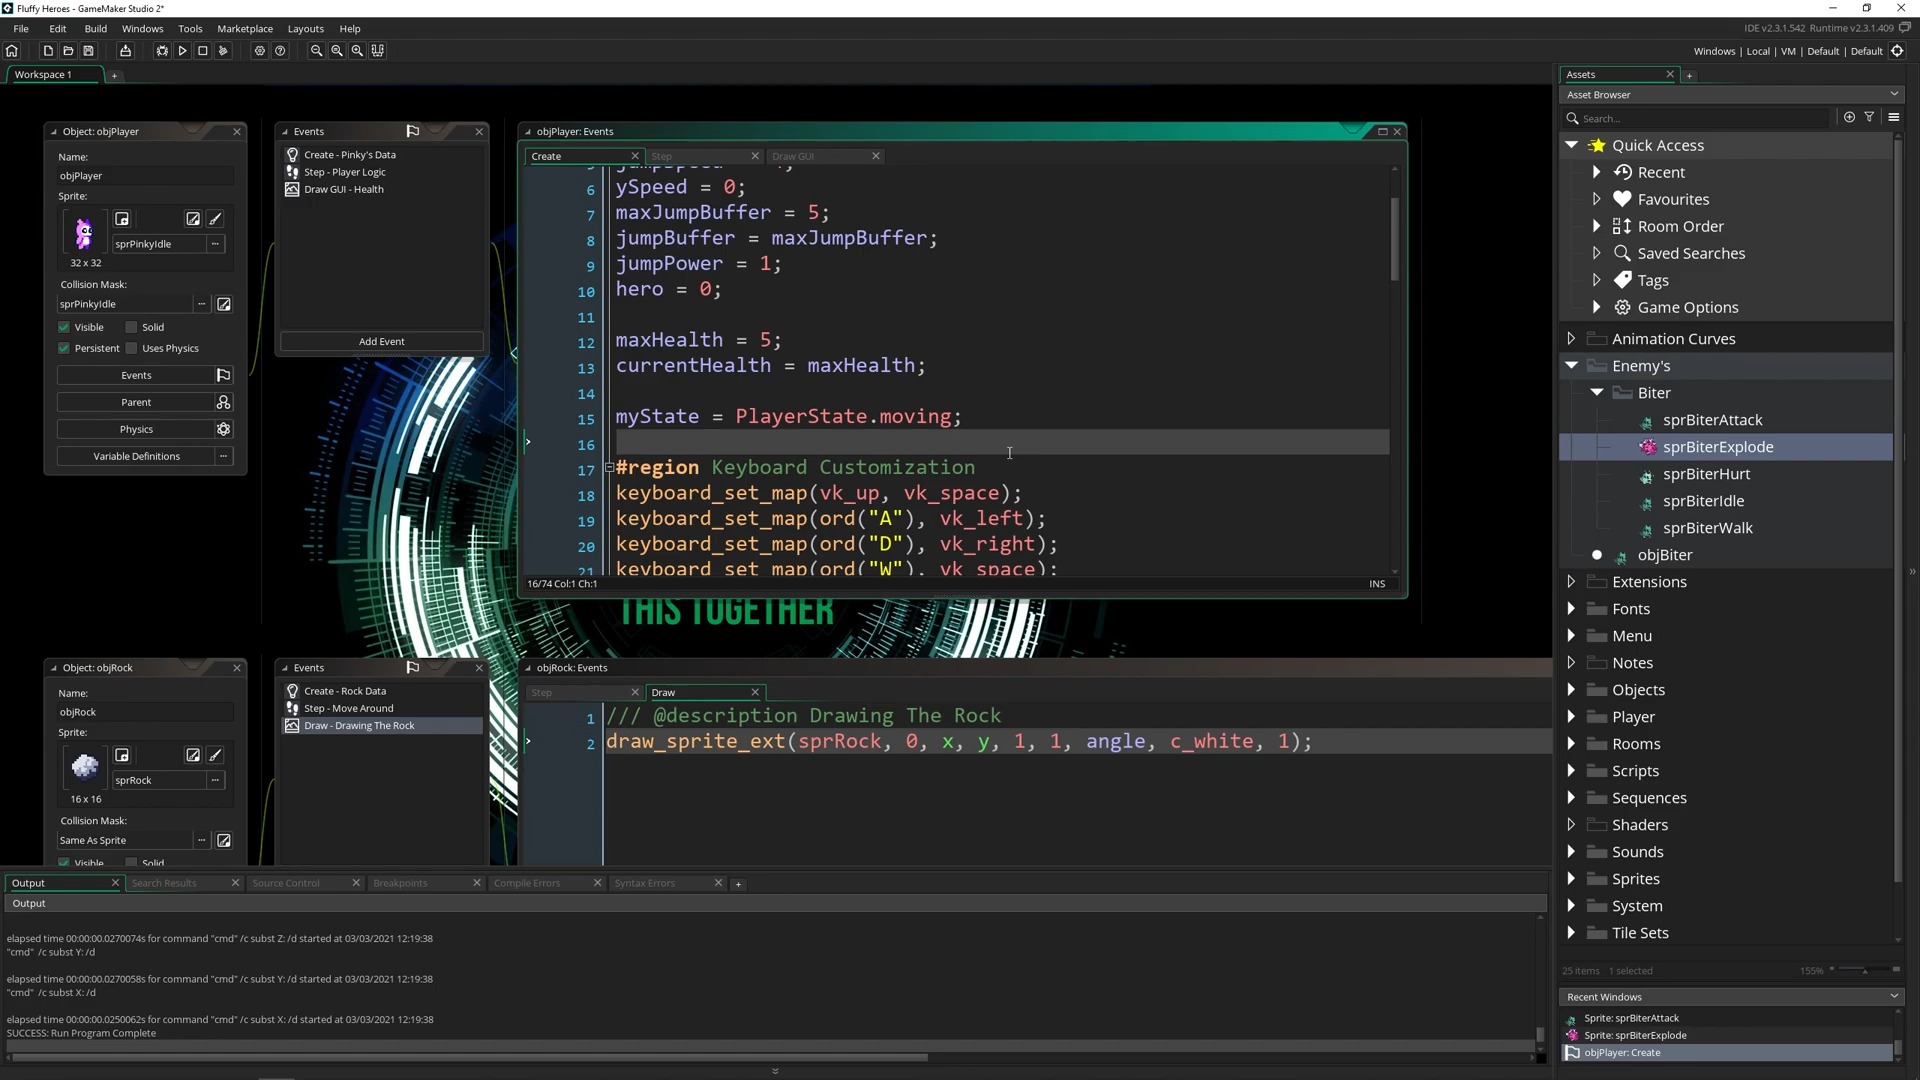 Fluffy Heroes - GameMaker Studio 2*
File Edit Build Windows Tools Marketplace Layouts Help
IDE v2.3.1.542 Runtime v2.3.1.409
Windows | Local | VM | Default | Default
Workspace 1
Object: objPlayer
Name:
objPlayer
Sprite:
sprPinkyIdle
32 x 32
Collision Mask:
sprPinkyIdle
Visible Solid
Persistent Uses Physics
Events
Parent
Physics
Variable Definitions
Events
Create - Pinky's Data
Step - Player Logic
Draw GUI - Health
Add Event
objPlayer: Events
Create Step Draw GUI
6 ySpeed = 0;
7 maxJumpBuffer = 5;
8 jumpBuffer = maxJumpBuffer;
9 jumpPower = 1;
10 hero = 0;
11
12 maxHealth = 5;
13 currentHealth = maxHealth;
14
15 myState = PlayerState.moving;
16
17 #region Keyboard Customization
18 keyboard_set_map(vk_up, vk_space);
19 keyboard_set_map(ord("A"), vk_left);
20 keyboard_set_map(ord("D"), vk_right);
21 keyboard_set_map(ord("W"), vk_space);
16/74 Col:1 Ch:1
INS
THIS TOGETHER
Object: objRock
Name:
objRock
Sprite:
sprRock
16 x 16
Collision Mask:
Same As Sprite
Visible Solid
Events
Create - Rock Data
Step - Move Around
Draw - Drawing The Rock
objRock: Events
Step Draw
1 /// @description Drawing The Rock
2 draw_sprite_ext(sprRock, 0, x, y, 1, 1, angle, c_white, 1);
Output Search Results Source Control Breakpoints Compile Errors Syntax Errors
Output
elapsed time 00:00:00.0270074s for command "cmd" /c subst Z: /d started at 03/03/2021 12:19:38
"cmd" /c subst Y: /d
elapsed time 00:00:00.0270058s for command "cmd" /c subst Y: /d started at 03/03/2021 12:19:38
"cmd" /c subst X: /d
elapsed time 00:00:00.0250062s for command "cmd" /c subst X: /d started at 03/03/2021 12:19:38
SUCCESS: Run Program Complete
Assets
Asset Browser
Search...
Quick Access
Recent
Favourites
Room Order
Saved Searches
Tags
Game Options
Animation Curves
Enemy's
Biter
sprBiterAttack
sprBiterExplode
sprBiterHurt
sprBiterIdle
sprBiterWalk
objBiter
Extensions
Fonts
Menu
Notes
Objects
Player
Rooms
Scripts
Sequences
Shaders
Sounds
Sprites
System
Tile Sets
25 items 1 selected
155%
Recent Windows
Sprite: sprBiterAttack
Sprite: sprBiterExplode
objPlayer: Create